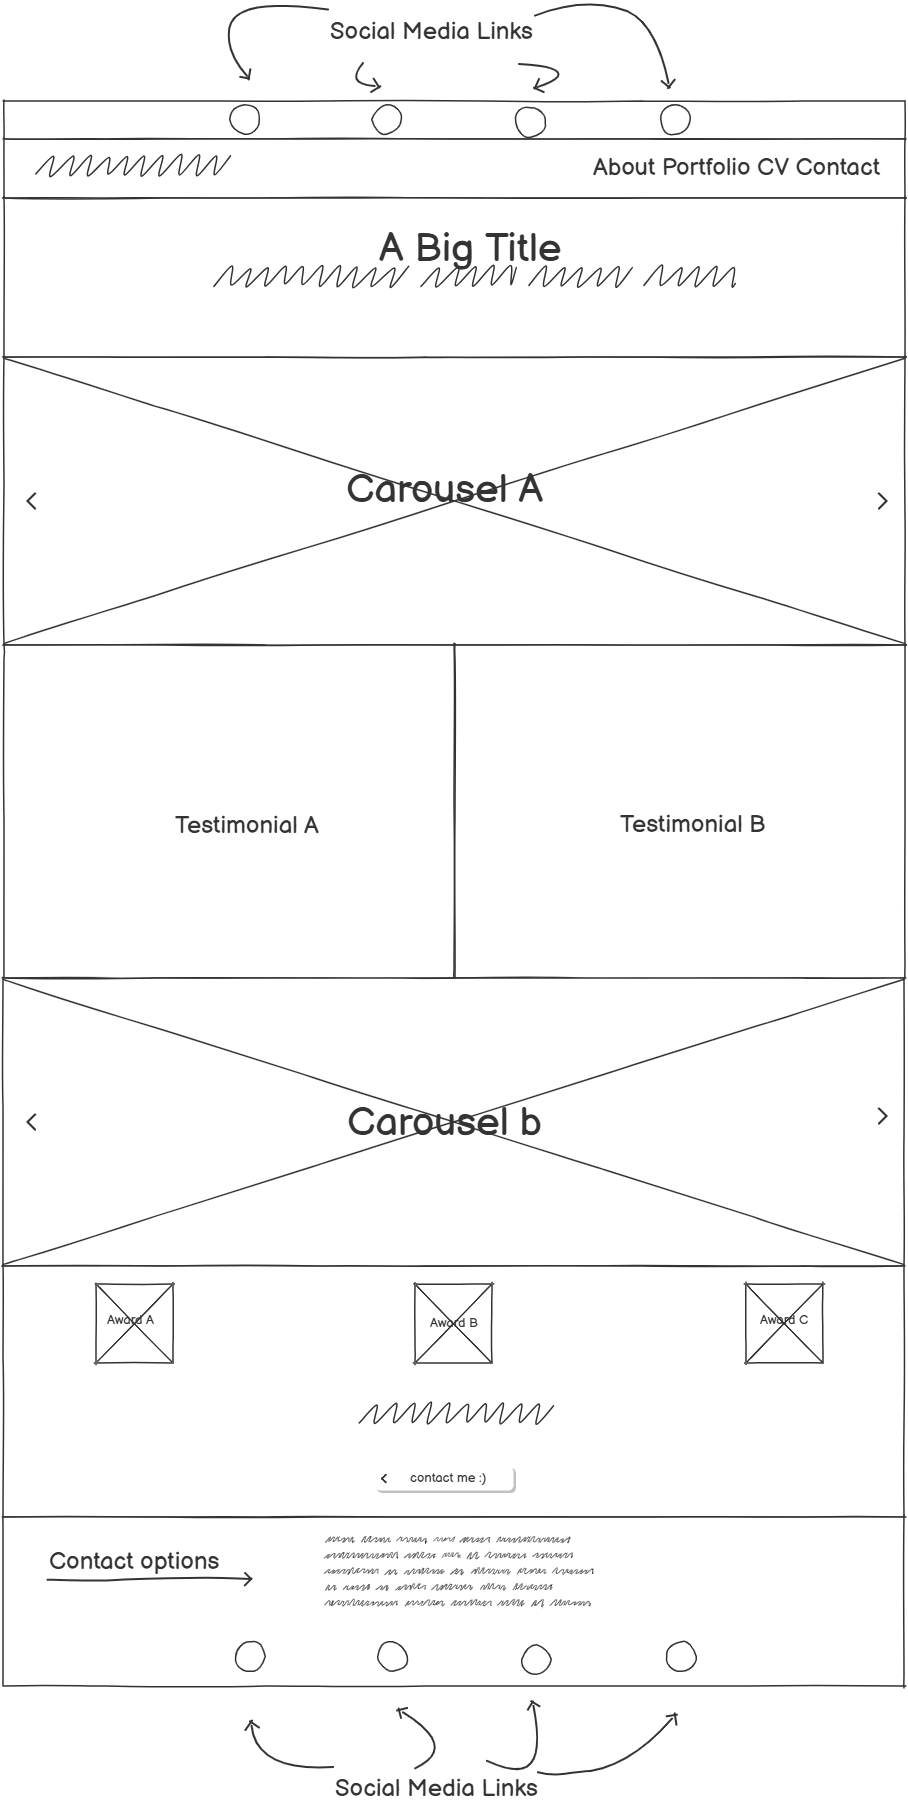 Social Media Links
About Portfolio CV Contact
A Big Title
Carousel A
Testimonial A
Testimonial B
Carousel b
Award A
Award B
Award C
contact me :)
Contact options
Social Media Links